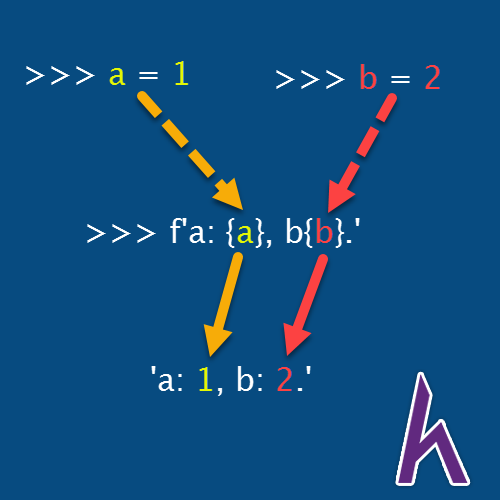 >>> a = 1
>>> b = 2
>>> f'a: {a}, b{b}.'
'a: 1, b: 2.'
h